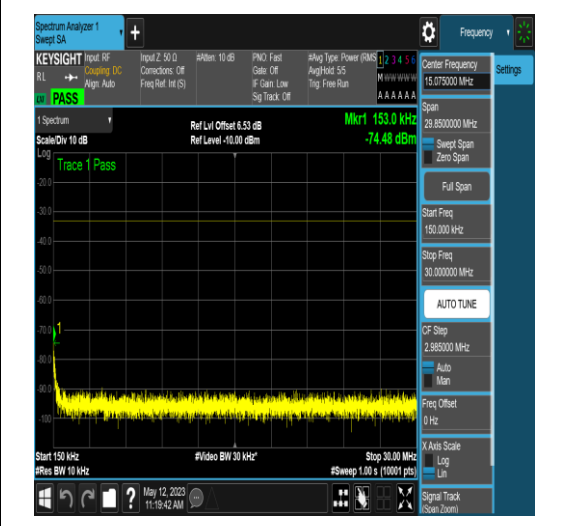 Spectrum Analyzer 1
Swept SA
Frequency
KEYSIGHT
RL
Input: RF
Coupling: DC
Align: Auto
Input Z: 50 Ω
Corrections: Off
Freq Ref: Int (S)
#Atten: 10 dB
PNO: Fast
Gate: Off
IF Gain: Low
Sig Track: Off
#Avg Type: Power (RMS
Avg|Hold: 5/5
Trig: Free Run
1 2 3 4 5 6
M W W W W W
A A A A A A
LXI
PASS
1 Spectrum
Scale/Div 10 dB
Ref Lvl Offset 6.53 dB
Ref Level -10.00 dBm
Mkr1 153.0 kHz
-74.48 dBm
Log
Trace 1 Pass
-20.0
-30.0
-40.0
-50.0
-60.0
-70.0
-80.0
-90.0
-100
1
Start 150 kHz
#Res BW 10 kHz
#Video BW 30 kHz*
Stop 30.00 MHz
#Sweep 1.00 s (10001 pts)
?
May 12, 2023
11:19:42 AM
Center Frequency
15.075000 MHz
Span
29.8500000 MHz
Swept Span
Zero Span
Full Span
Start Freq
150.000 kHz
Stop Freq
30.000000 MHz
AUTO TUNE
CF Step
2.985000 MHz
Auto
Man
Freq Offset
0 Hz
X Axis Scale
Log
Lin
Signal Track
(Span Zoom)
Settings